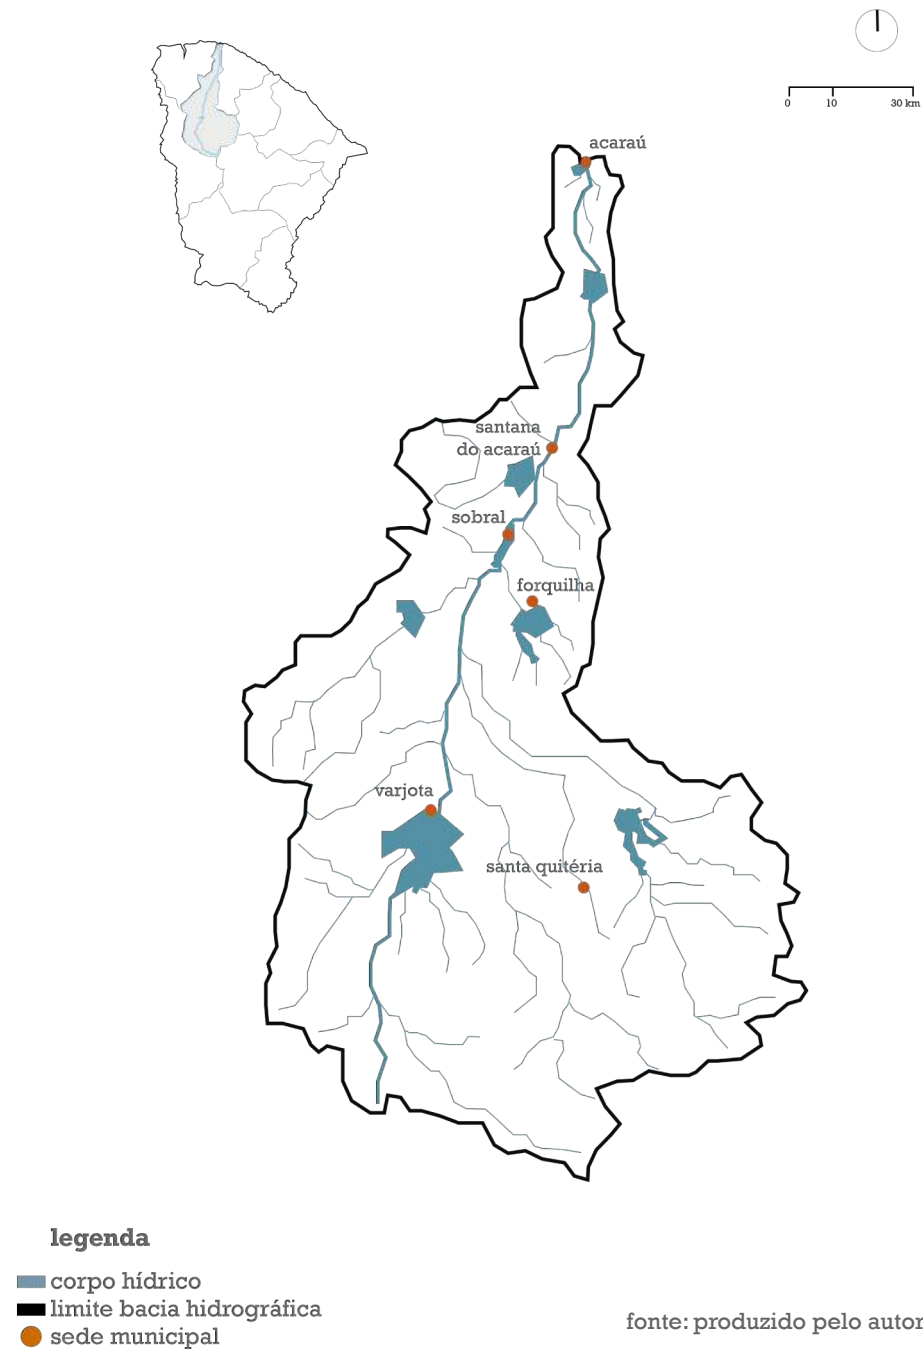 0 10 30 km
acaraú
santana
do acaraú
sobral
forquilha
varjota
santa quitéria
legenda
corpo hídrico
limite bacia hidrográfica
sede municipal
fonte: produzido pelo autor